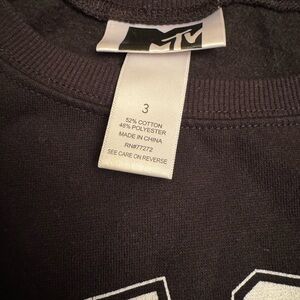 MTV
3
52% COTTON
48% POLYESTER
MADE IN CHINA
RN#77272
SEE CARE ON REVERSE